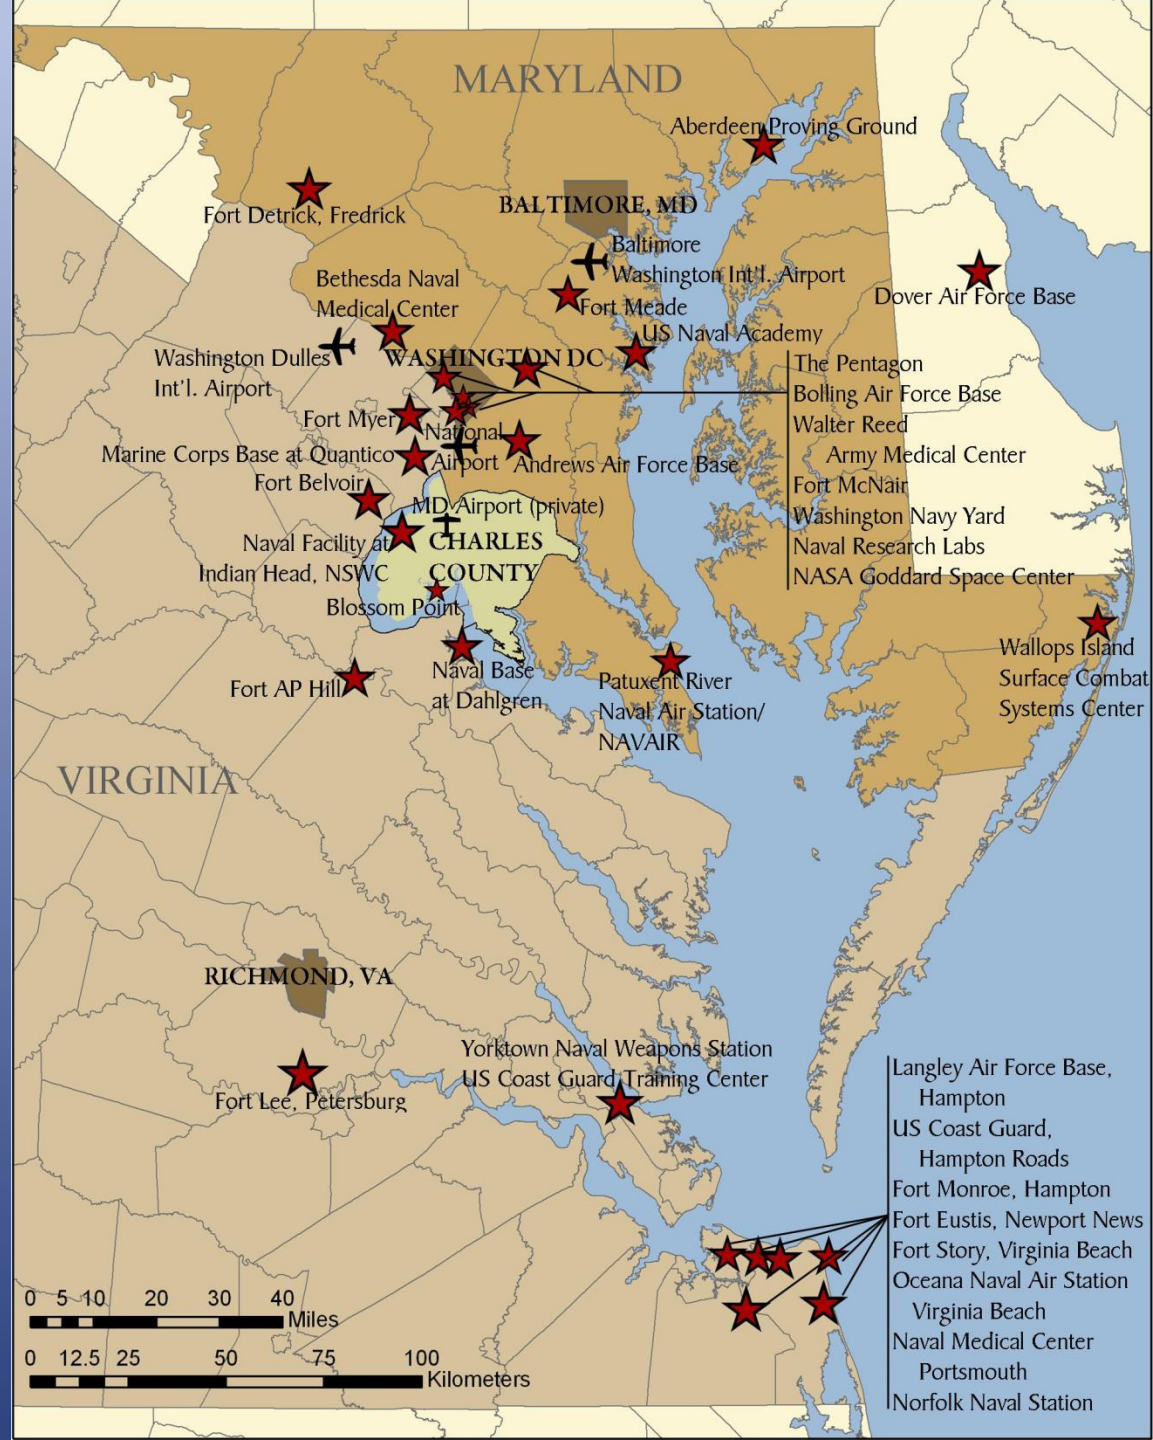 MARYLAND
Aberdeen Proving Ground
Fort Detrick, Fredrick
BALTIMORE, MD
Baltimore
Washington Int'l. Airport
Bethesda Naval
Medical Center
Fort Meade
Dover Air Force Base
US Naval Academy
Washington Dulles
Int'l. Airport
WASHINGTON DC
The Pentagon
Bolling Air Force Base
Walter Reed
Army Medical Center
Fort McNair
Washington Navy Yard
Naval Research Labs
NASA Goddard Space Center
Fort Myer
National
Airport
Marine Corps Base at Quantico
Andrews Air Force Base
Fort Belvoir
MD Airport (private)
Naval Facility at
Indian Head, NSWC
CHARLES
COUNTY
Blossom Point
Naval Base
at Dahlgren
Fort AP Hill
Patuxent River
Naval Air Station/
NAVAIR
Wallops Island
Surface Combat
Systems Center
VIRGINIA
RICHMOND, VA
Fort Lee, Petersburg
Yorktown Naval Weapons Station
US Coast Guard Training Center
Langley Air Force Base,
Hampton
US Coast Guard,
Hampton Roads
Fort Monroe, Hampton
Fort Eustis, Newport News
Fort Story, Virginia Beach
Oceana Naval Air Station
Virginia Beach
Naval Medical Center
Portsmouth
Norfolk Naval Station
0 5 10 20 30 40
Miles
0 12.5 25 50 75 100
Kilometers